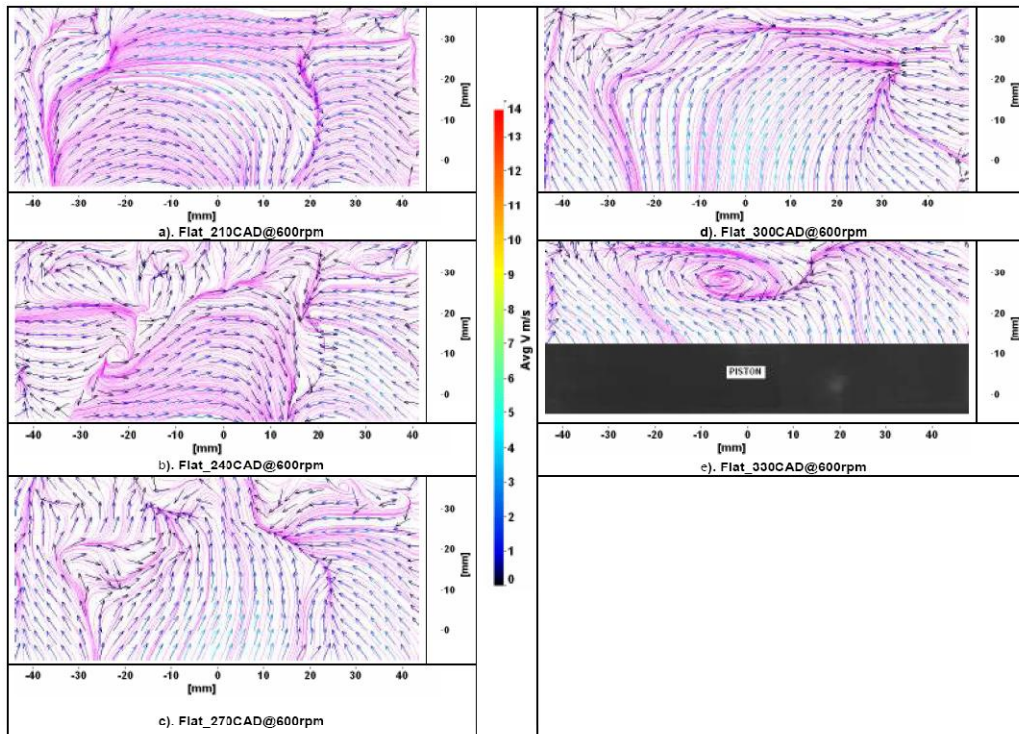 30
20
10
0
[mm]
-40 -30 -20 -10 0 10 20 30 40
[mm]
a). Flat_210CAD@600rpm
30
20
10
0
[mm]
-40 -30 -20 -10 0 10 20 30 40
[mm]
b). Flat_240CAD@600rpm
30
20
10
0
[mm]
-40 -30 -20 -10 0 10 20 30 40
[mm]
c). Flat_270CAD@600rpm
14
13
12
11
10
9
8
7
6
5
4
3
2
1
0
Avg V m/s
30
20
10
0
[mm]
-40 -30 -20 -10 0 10 20 30 40
[mm]
d). Flat_300CAD@600rpm
30
20
10
0
[mm]
PISTON
-40 -30 -20 -10 0 10 20 30 40
[mm]
e). Flat_330CAD@600rpm